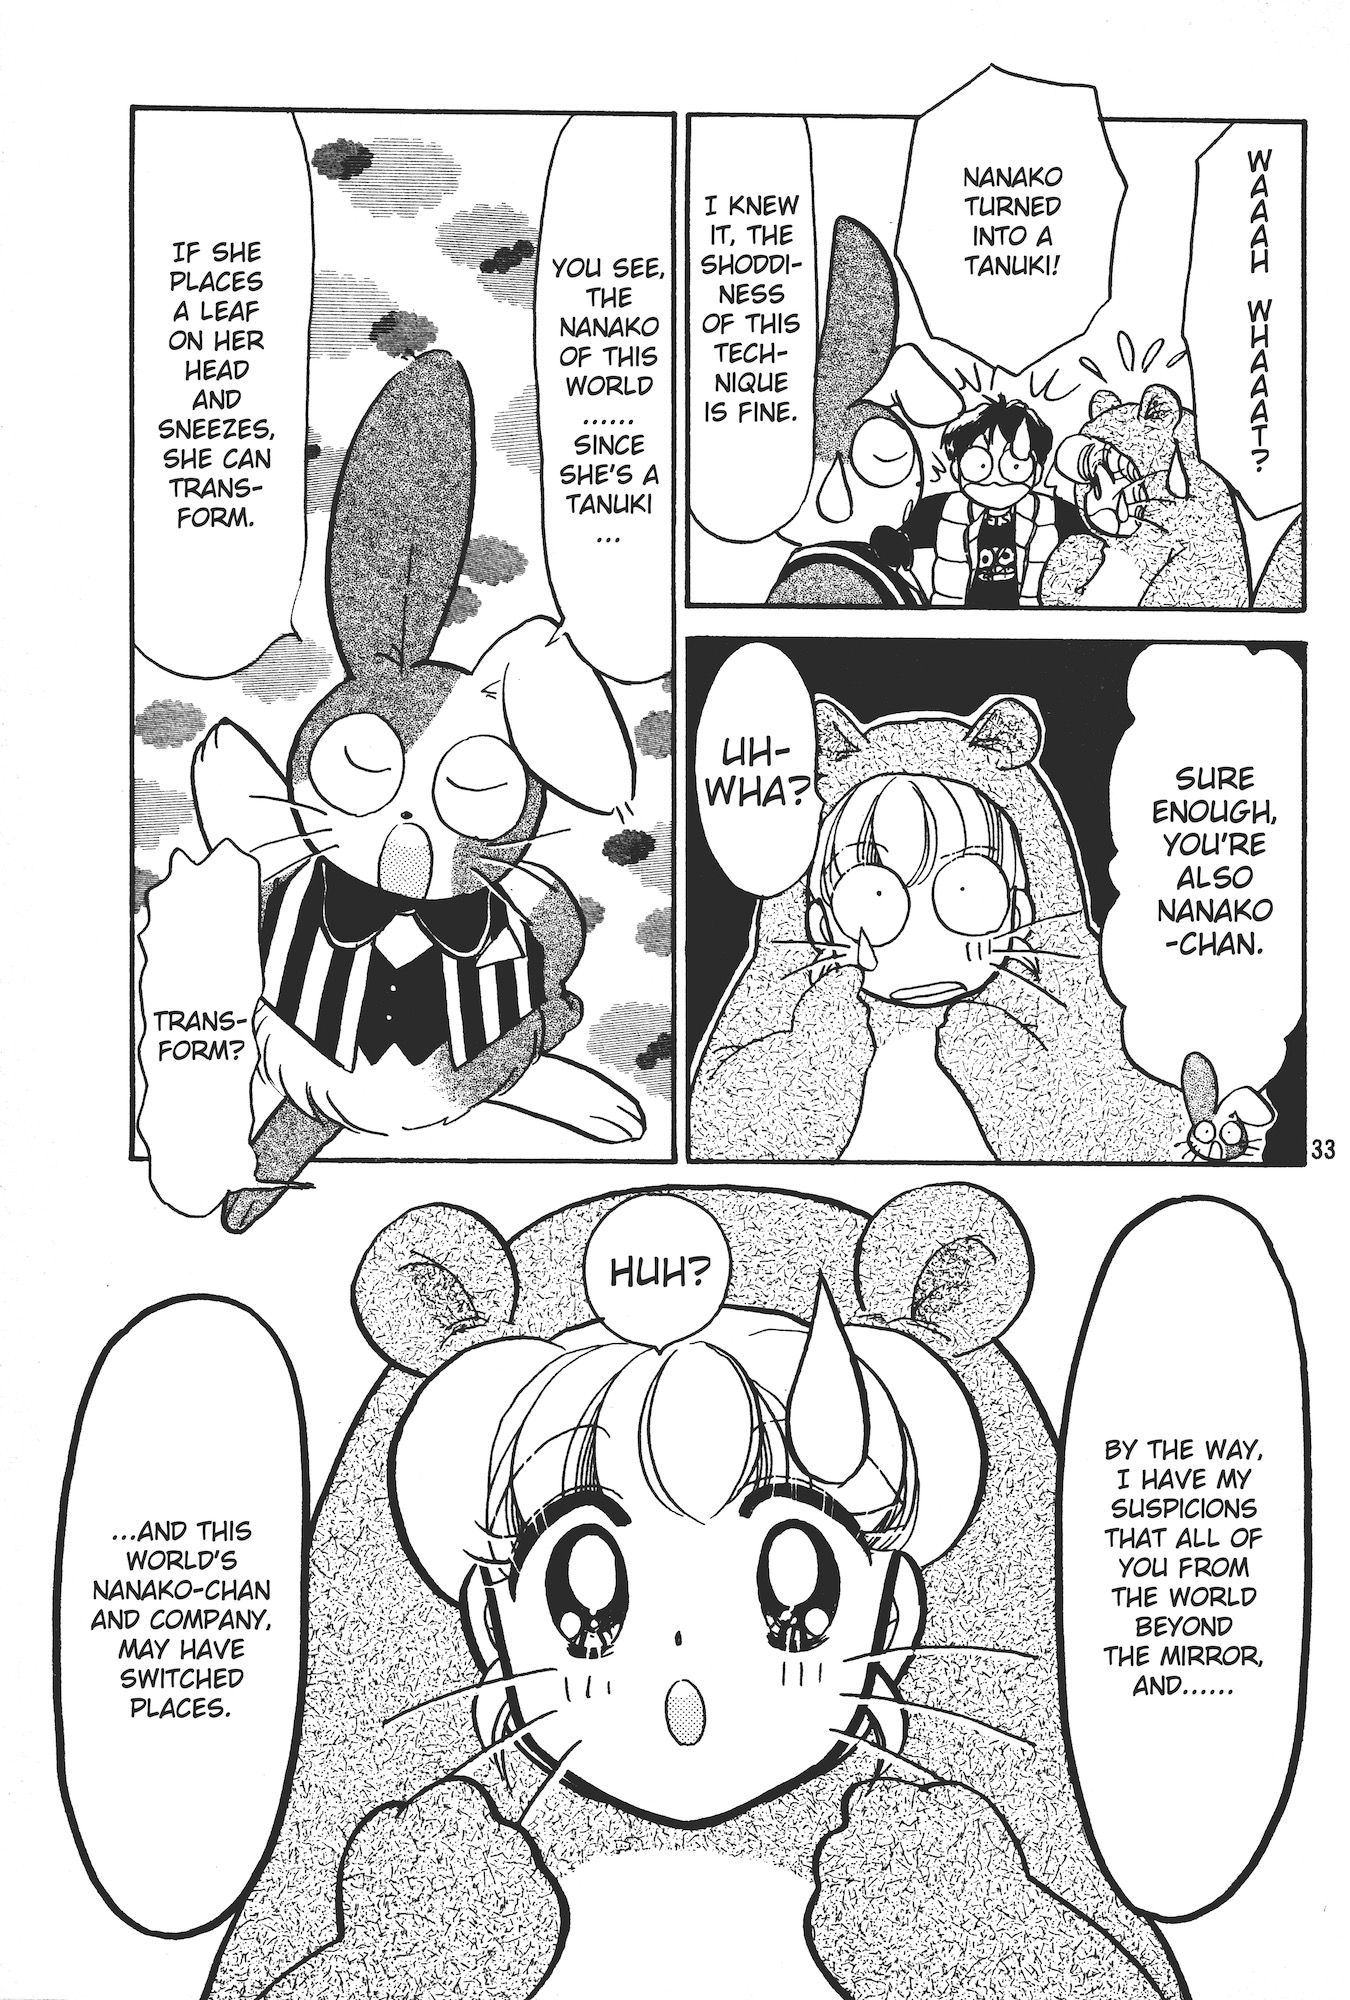 WAAAH WHAAAT?
NANAKO
TURNED
INTO A
TANUKI!
I KNEW
IT, THE
SHODDI-
NESS
OF THIS
TECH-
NIQUE
IS FINE.
SURE
ENOUGH,
YOU'RE
ALSO
NANAKO
-CHAN.
UH-
WHA?
YOU SEE,
THE
NANAKO
OF THIS
WORLD
......
SINCE
SHE'S A
TANUKI
...
IF SHE
PLACES
A LEAF
ON HER
HEAD
AND
SNEEZES,
SHE CAN
TRANS-
FORM.
TRANS-
FORM?
33
BY THE WAY,
I HAVE MY
SUSPICIONS
THAT ALL OF
YOU FROM
THE WORLD
BEYOND
THE MIRROR,
AND......
HUH?
...AND THIS
WORLD'S
NANAKO-CHAN
AND COMPANY,
MAY HAVE
SWITCHED
PLACES.